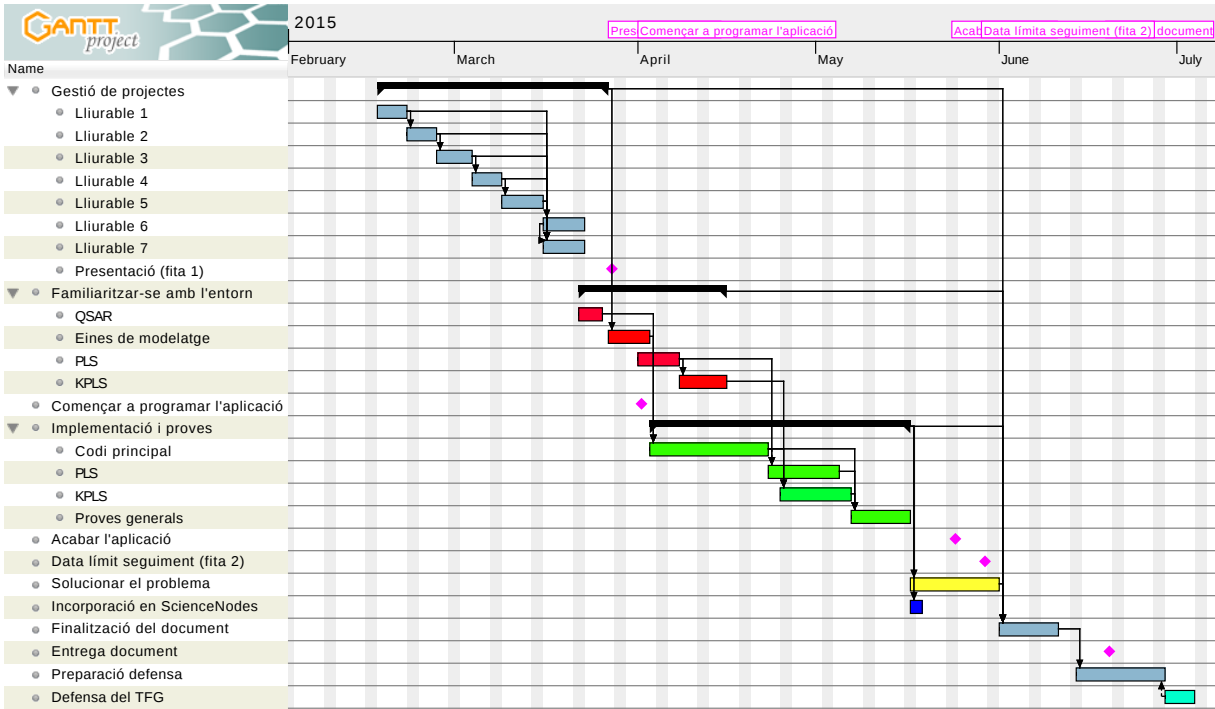 GANTT
project
2015
Pres Començar a programar l'aplicació
Acab Data límita seguiment (fita 2) document
Name
February March April May June July
Gestió de projectes
Lliurable 1
Lliurable 2
Lliurable 3
Lliurable 4
Lliurable 5
Lliurable 6
Lliurable 7
Presentació (fita 1)
Familiaritzar-se amb l'entorn
QSAR
Eines de modelatge
PLS
KPLS
Començar a programar l'aplicació
Implementació i proves
Codi principal
PLS
KPLS
Proves generals
Acabar l'aplicació
Data límit seguiment (fita 2)
Solucionar el problema
Incorporació en ScienceNodes
Finalització del document
Entrega document
Preparació defensa
Defensa del TFG